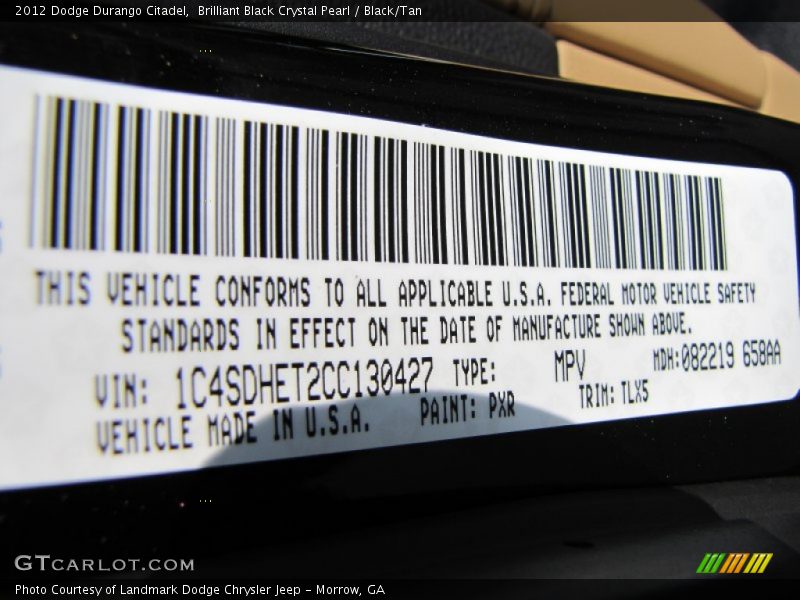 2012 Dodge Durango Citadel, Brilliant Black Crystal Pearl / Black/Tan
THIS VEHICLE CONFORMS TO ALL APPLICABLE U.S.A. FEDERAL MOTOR VEHICLE SAFETY
STANDARDS IN EFFECT ON THE DATE OF MANUFACTURE SHOWN ABOVE.
VIN: 1C4SDHET2CC130427 TYPE: MPV MDH:082219 658AA
VEHICLE MADE IN U.S.A. PAINT: PXR TRIM: TLX5
GTCARLOT.COM
Photo Courtesy of Landmark Dodge Chrysler Jeep – Morrow, GA